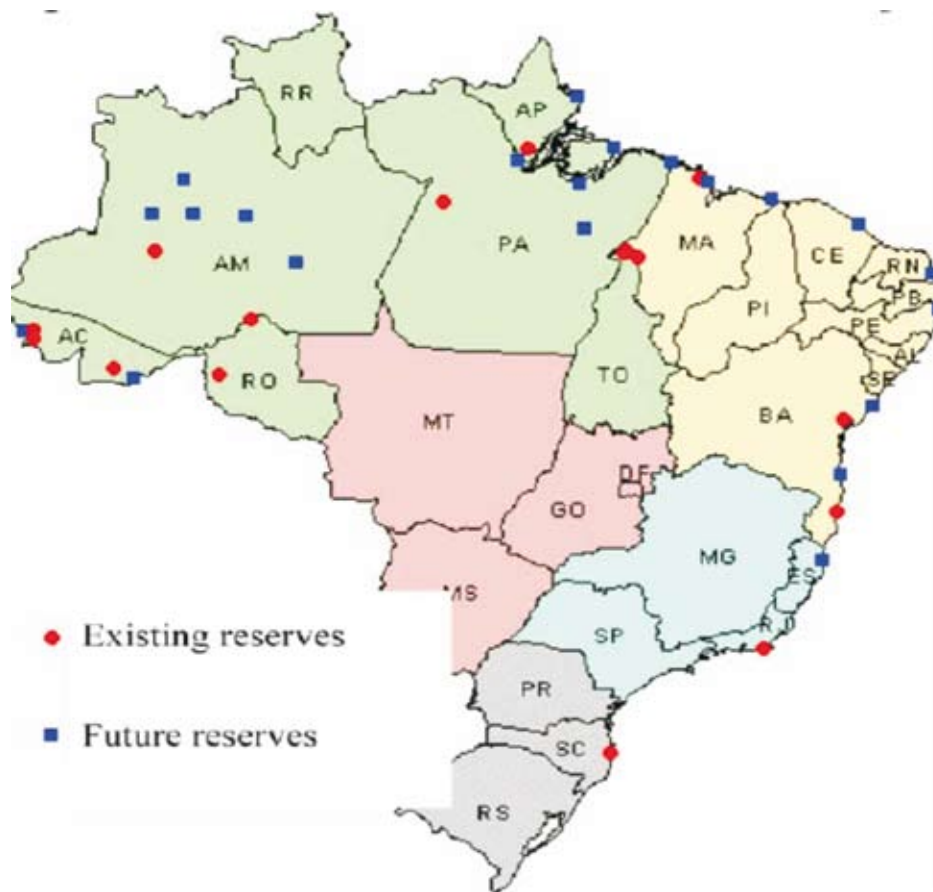 RR
AP
AM
PA
MA
CE
RN
PB
PI
PE
AL
SE
AC
RO
TO
BA
MT
DF
GO
MG
ES
MS
SP
RJ
PR
SC
RS
Existing reserves
Future reserves